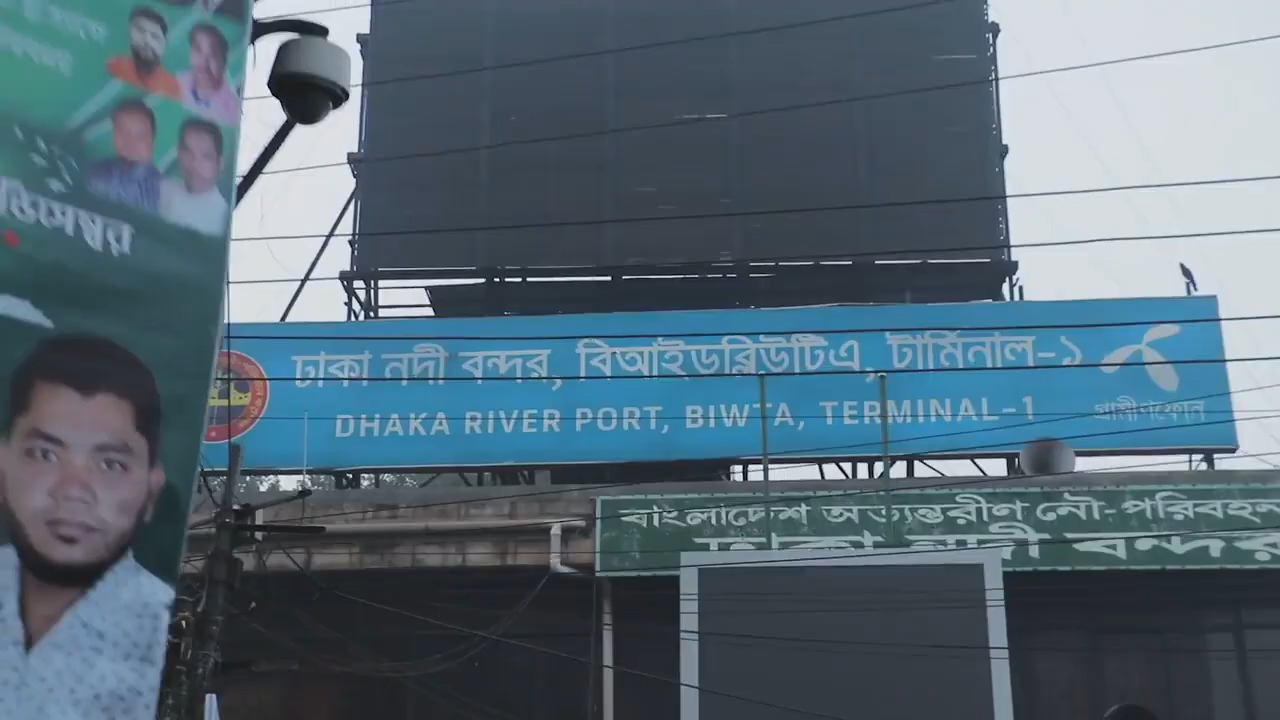 ডিসেম্বর
ঢাকা নদী বন্দর, বিআইডব্লিউটিএ, টার্মিনাল-১
DHAKA RIVER PORT, BIWTA, TERMINAL-1
গ্রামীণফোন
বাংলাদেশ অভ্যন্তরীণ নৌ-পরিবহন
ঢাকা নদী বন্দর